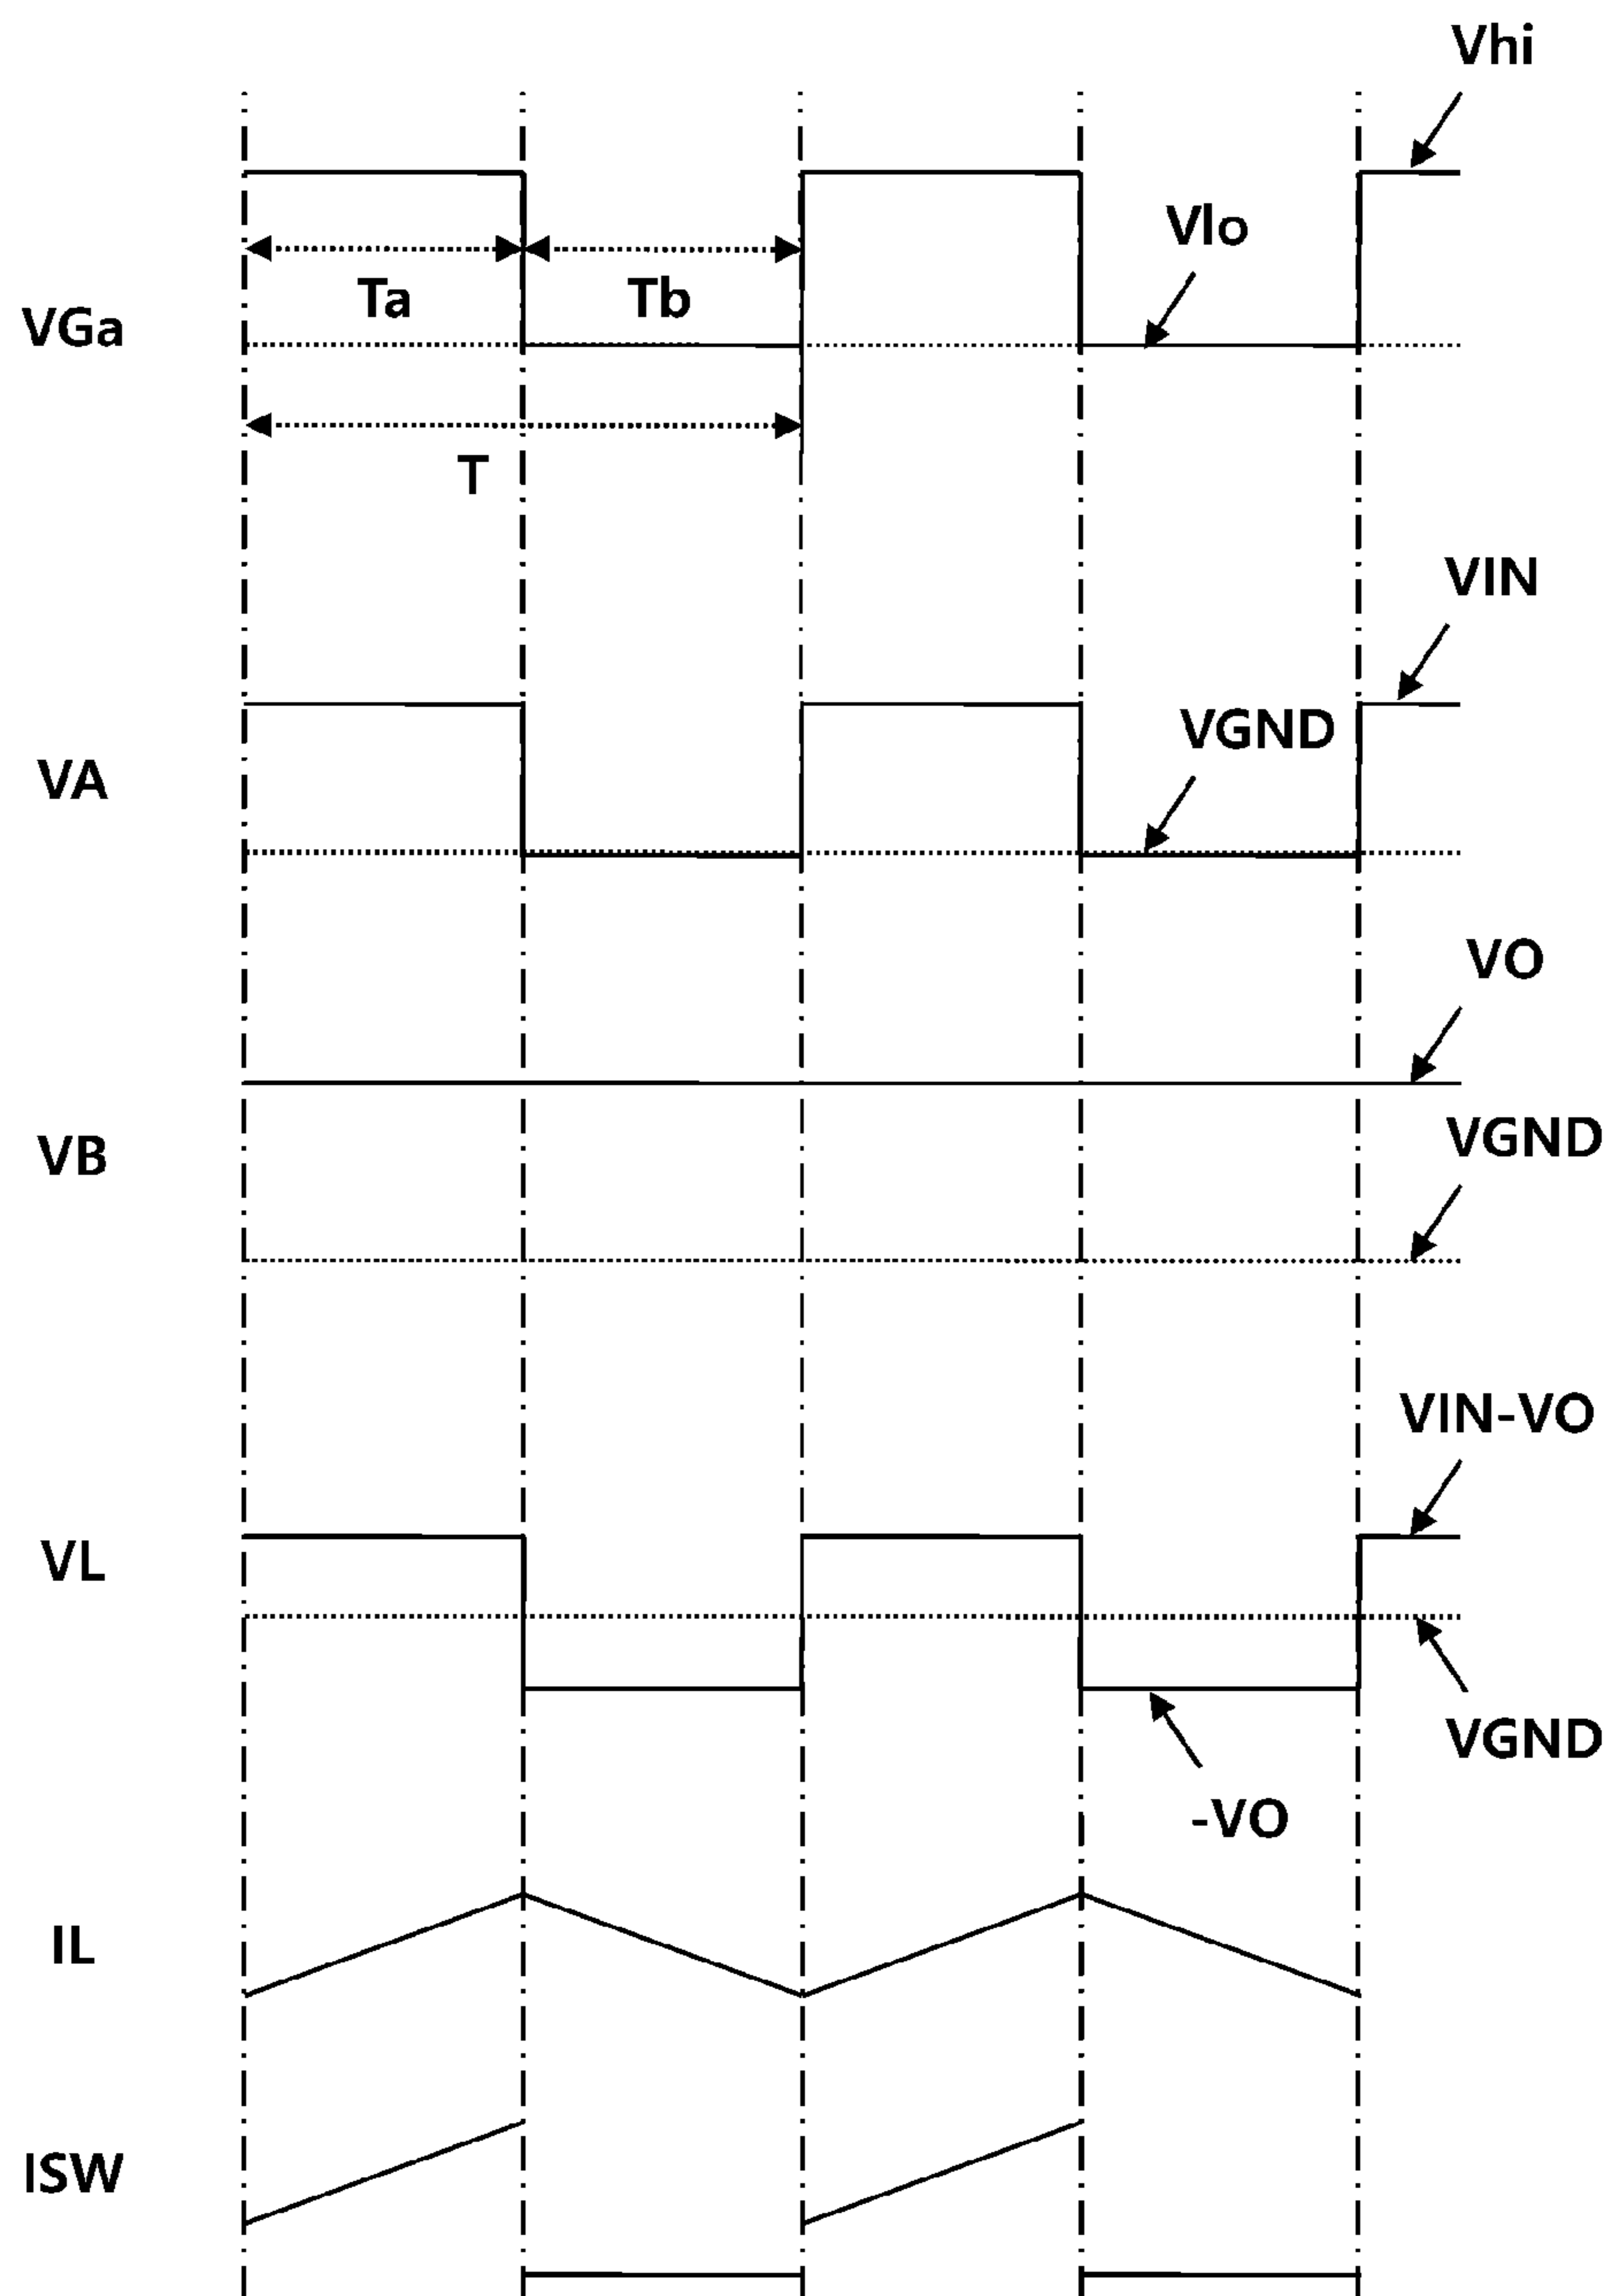 Vhi
Vlo
Ta
Tb
VGa
T
VIN
VGND
VA
VO
VGND
VB
VIN-VO
VL
VGND
-VO
IL
ISW